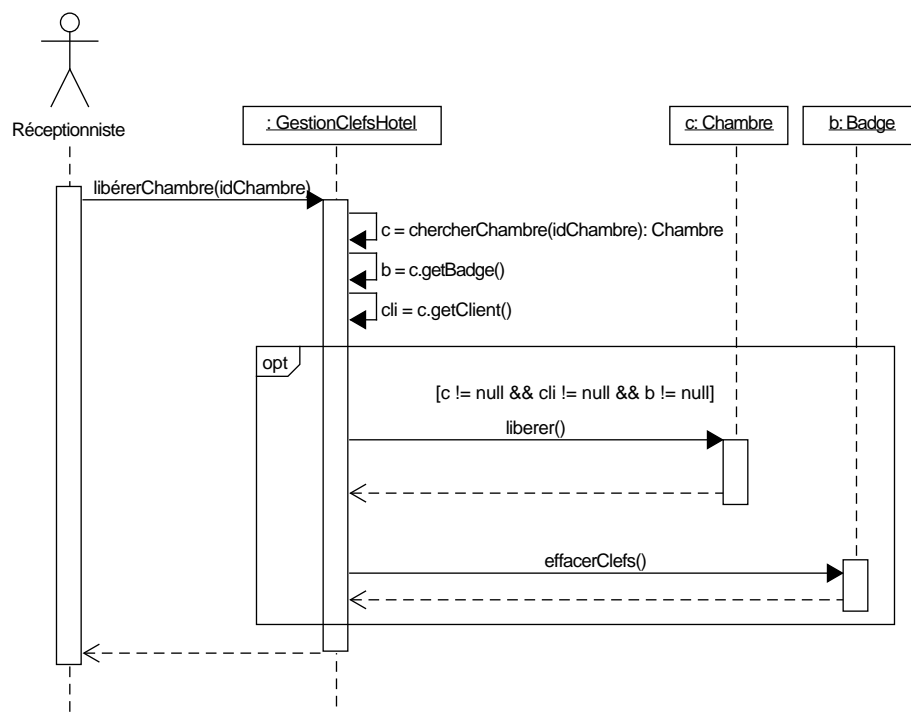 Réceptionniste
: GestionClefsHotel
c: Chambre
b: Badge
libérerChambre(idChambre)
c = chercherChambre(idChambre): Chambre
b = c.getBadge()
cli = c.getClient()
opt
[c != null && cli != null && b != null]
liberer()
effacerClefs()